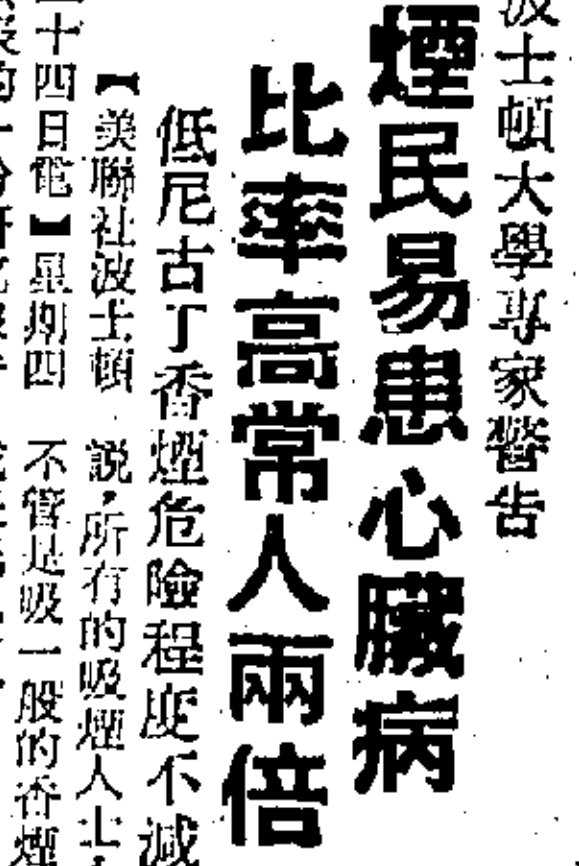 波士頓大學專家警告
煙民易患心臟病
比率高常人兩倍
低尼古丁香煙危險程度不減
【美聯社波士頓
十四日電】星期四
說，所有的吸煙人士，
不管是吸一般的香煙